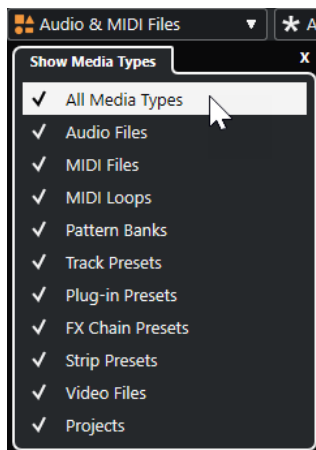 Audio & MIDI Files
A
Show Media Types
x
All Media Types
Audio Files
MIDI Files
MIDI Loops
Pattern Banks
Track Presets
Plug-in Presets
FX Chain Presets
Strip Presets
Video Files
Projects